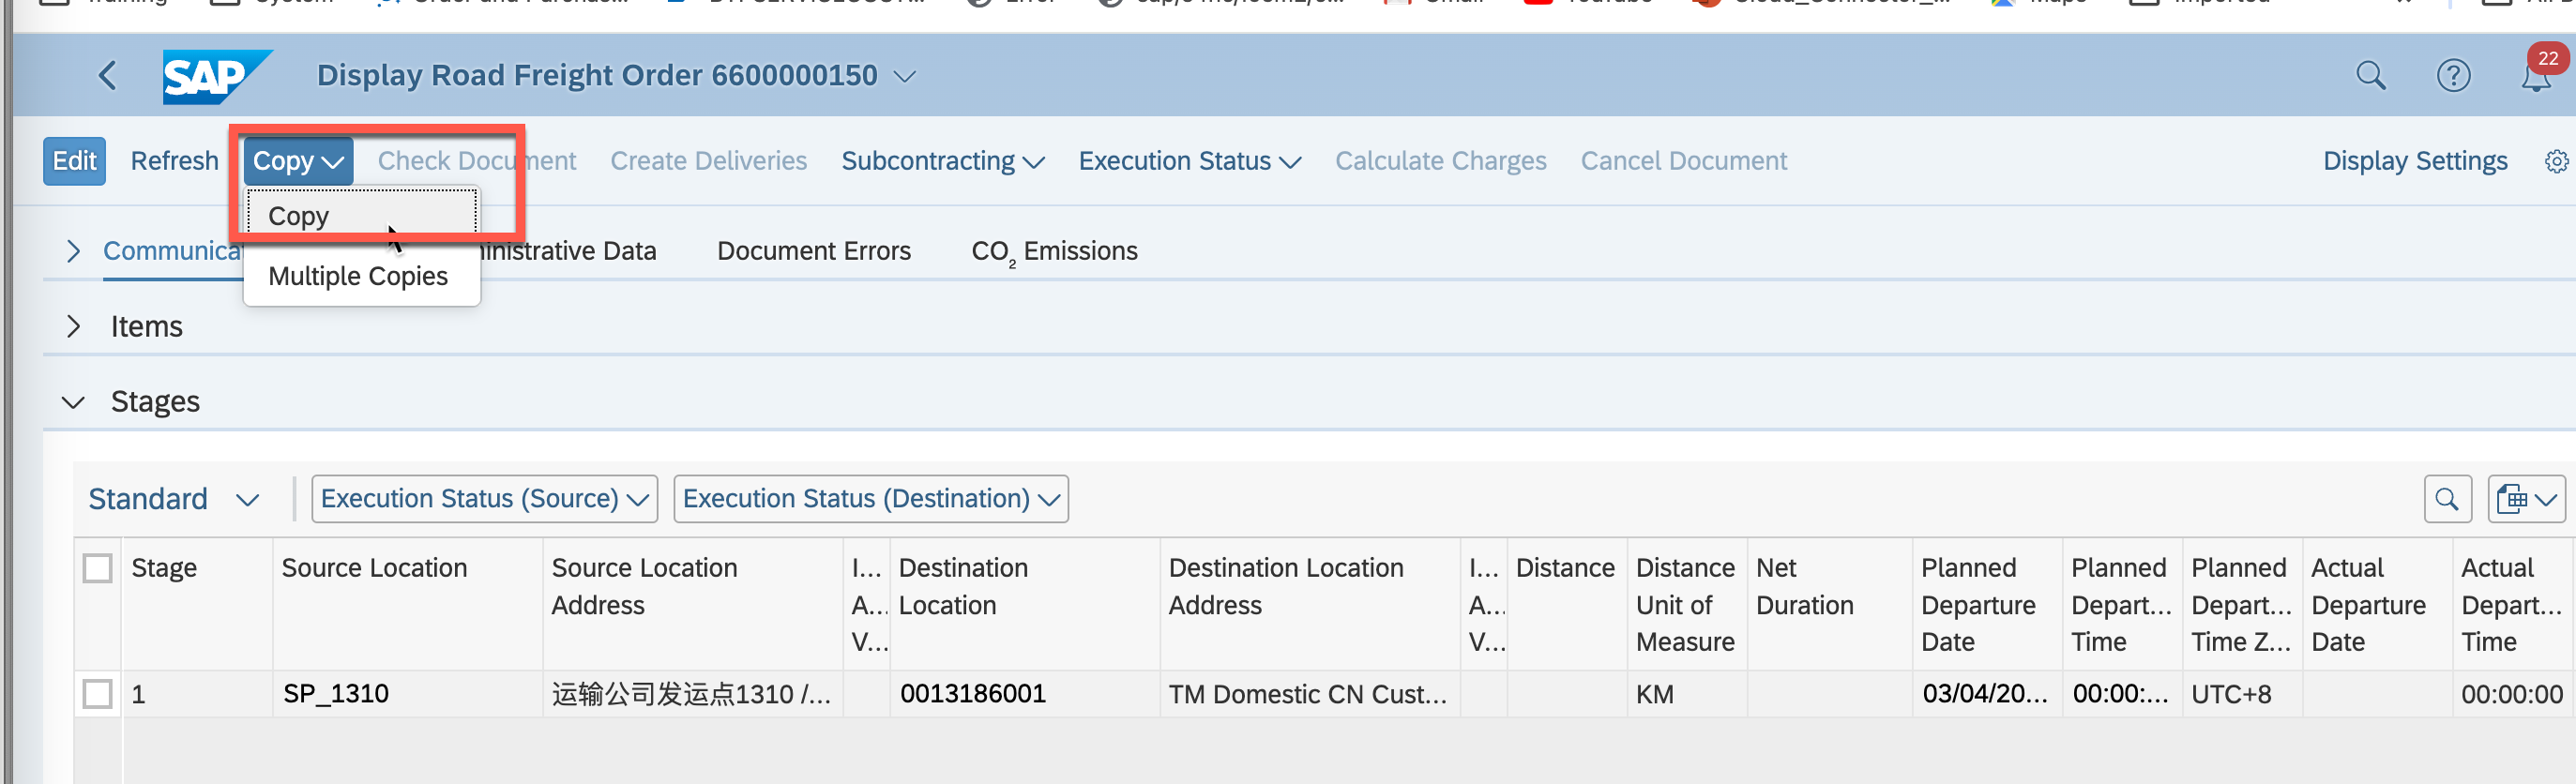 SAP Display Road Freight Order 6600000150 22
Edit Refresh Copy Check Document Create Deliveries Subcontracting Execution Status Calculate Charges Cancel Document Display Settings
Copy
Multiple Copies
Communica ministrative Data Document Errors CO2 Emissions
Items
Stages
Standard Execution Status (Source) Execution Status (Destination)
Stage Source Location Source Location I... Destination Destination Location I... Distance Distance Net Planned Planned Planned Actual Actual
Address A... Location Address A... Unit of Duration Departure Depart... Depart... Departure Depart...
V... V... Measure Date Time Time Z... Date Time
1 SP_1310 运输公司发运点1310 /... 0013186001 TM Domestic CN Cust... KM 03/04/20... 00:00:... UTC+8 00:00:00